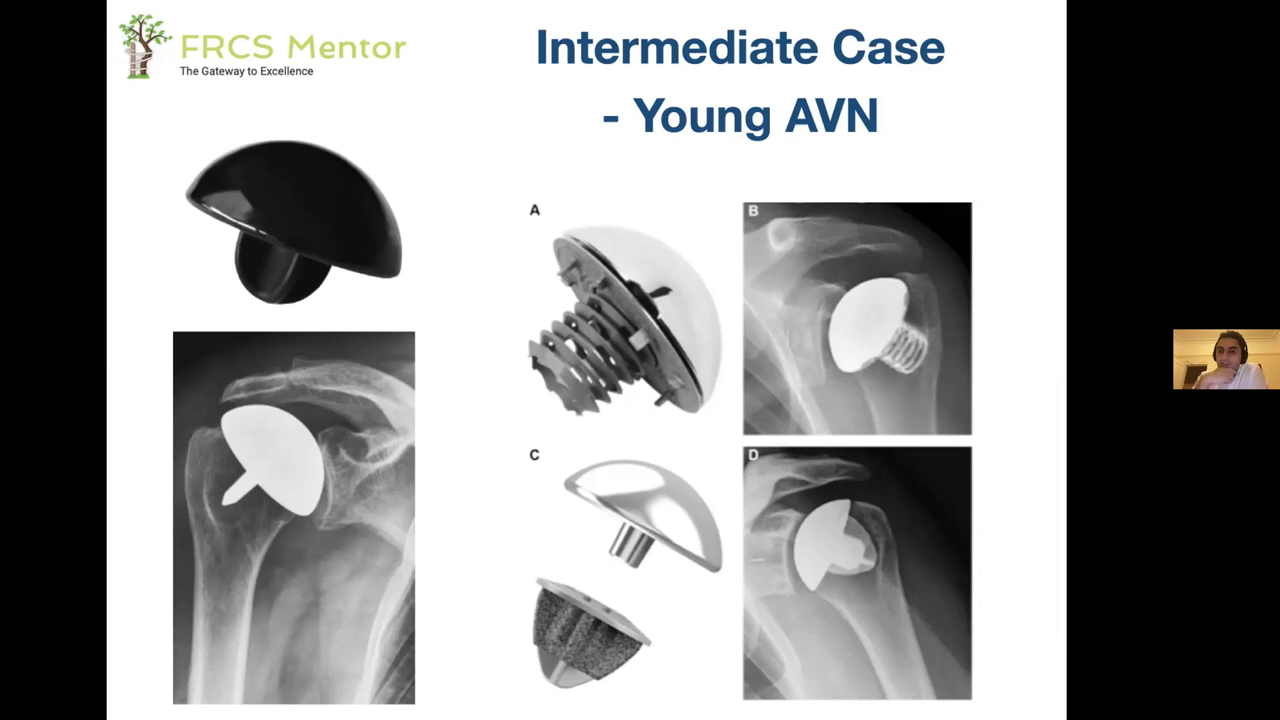 FRCS Mentor
The Gateway to Excellence
Intermediate Case
- Young AVN
A
B
C
D